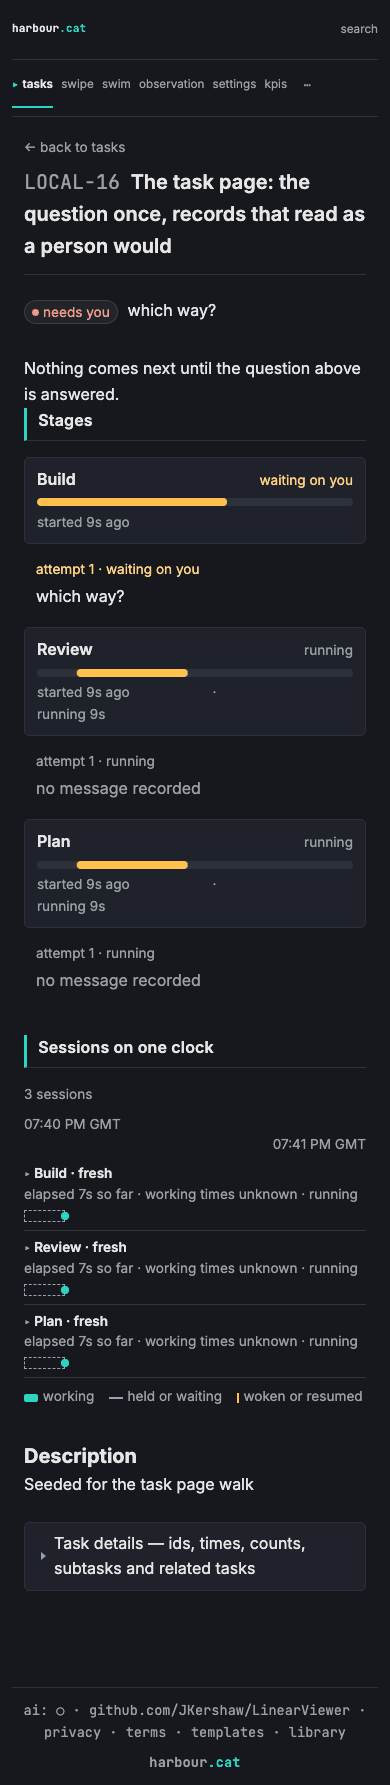 harbour.cat search
▸ tasks swipe swim observation settings kpis ⋯
← back to tasks
LOCAL-16 The task page: the
question once, records that read as
a person would
● needs you which way?
Nothing comes next until the question above
is answered.
Stages
Build waiting on you
started 9s ago
attempt 1 · waiting on you
which way?
Review running
started 9s ago ·
running 9s
attempt 1 · running
no message recorded
Plan running
started 9s ago ·
running 9s
attempt 1 · running
no message recorded
Sessions on one clock
3 sessions
07:40 PM GMT
07:41 PM GMT
▸ Build · fresh
elapsed 7s so far · working times unknown · running
▸ Review · fresh
elapsed 7s so far · working times unknown · running
▸ Plan · fresh
elapsed 7s so far · working times unknown · running
working held or waiting woken or resumed
Description
Seeded for the task page walk
▸ Task details — ids, times, counts,
subtasks and related tasks
ai: ○ · github.com/JKershaw/LinearViewer ·
privacy · terms · templates · library
harbour.cat